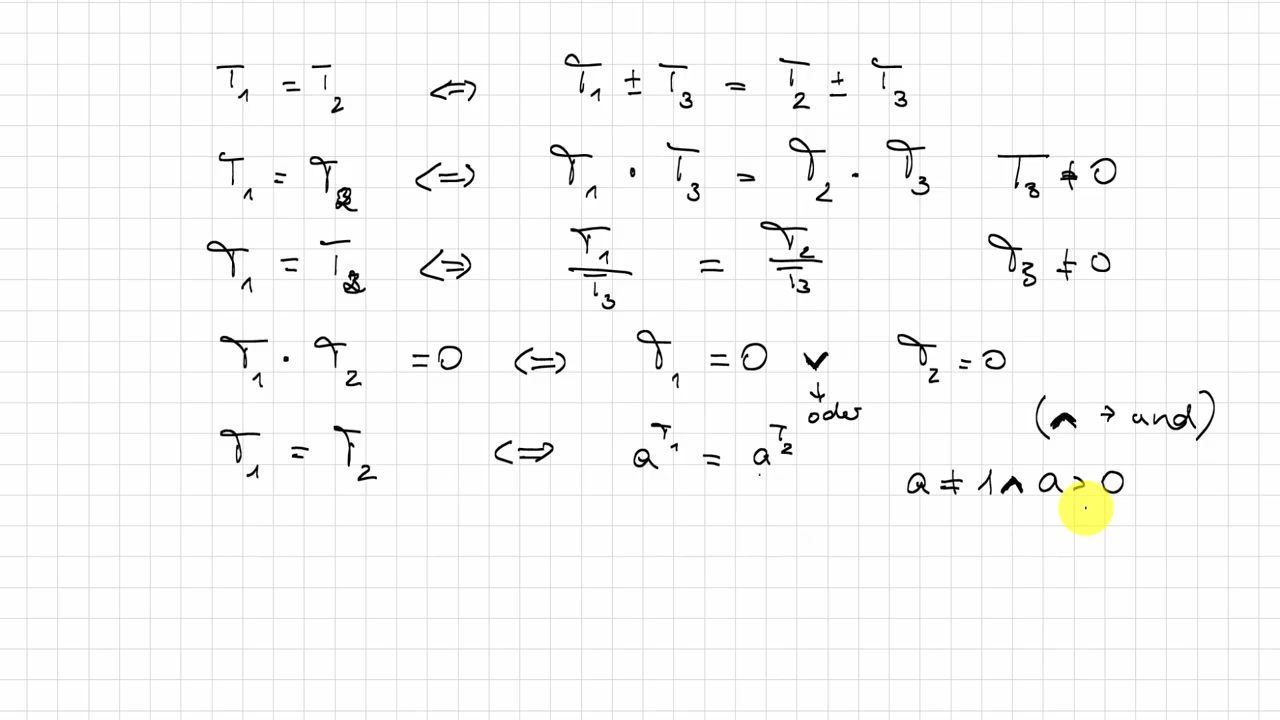 T₁ = T₂ ⇔ T₁ ± T₃ = T₂ ± T₃
T₁ = T₂ ⇔ T₁ · T₃ = T₂ · T₃ T₃ ≠ 0
T₁ = T₂ ⇔ T₁/T₃ = T₂/T₃ T₃ ≠ 0
T₁ · T₂ = 0 ⇔ T₁ = 0 ∨ T₂ = 0
↓
oder
(∧ → und)
T₁ = T₂ ⇔ a^T₁ = a^T₂
a ≠ 1 ∧ a > 0